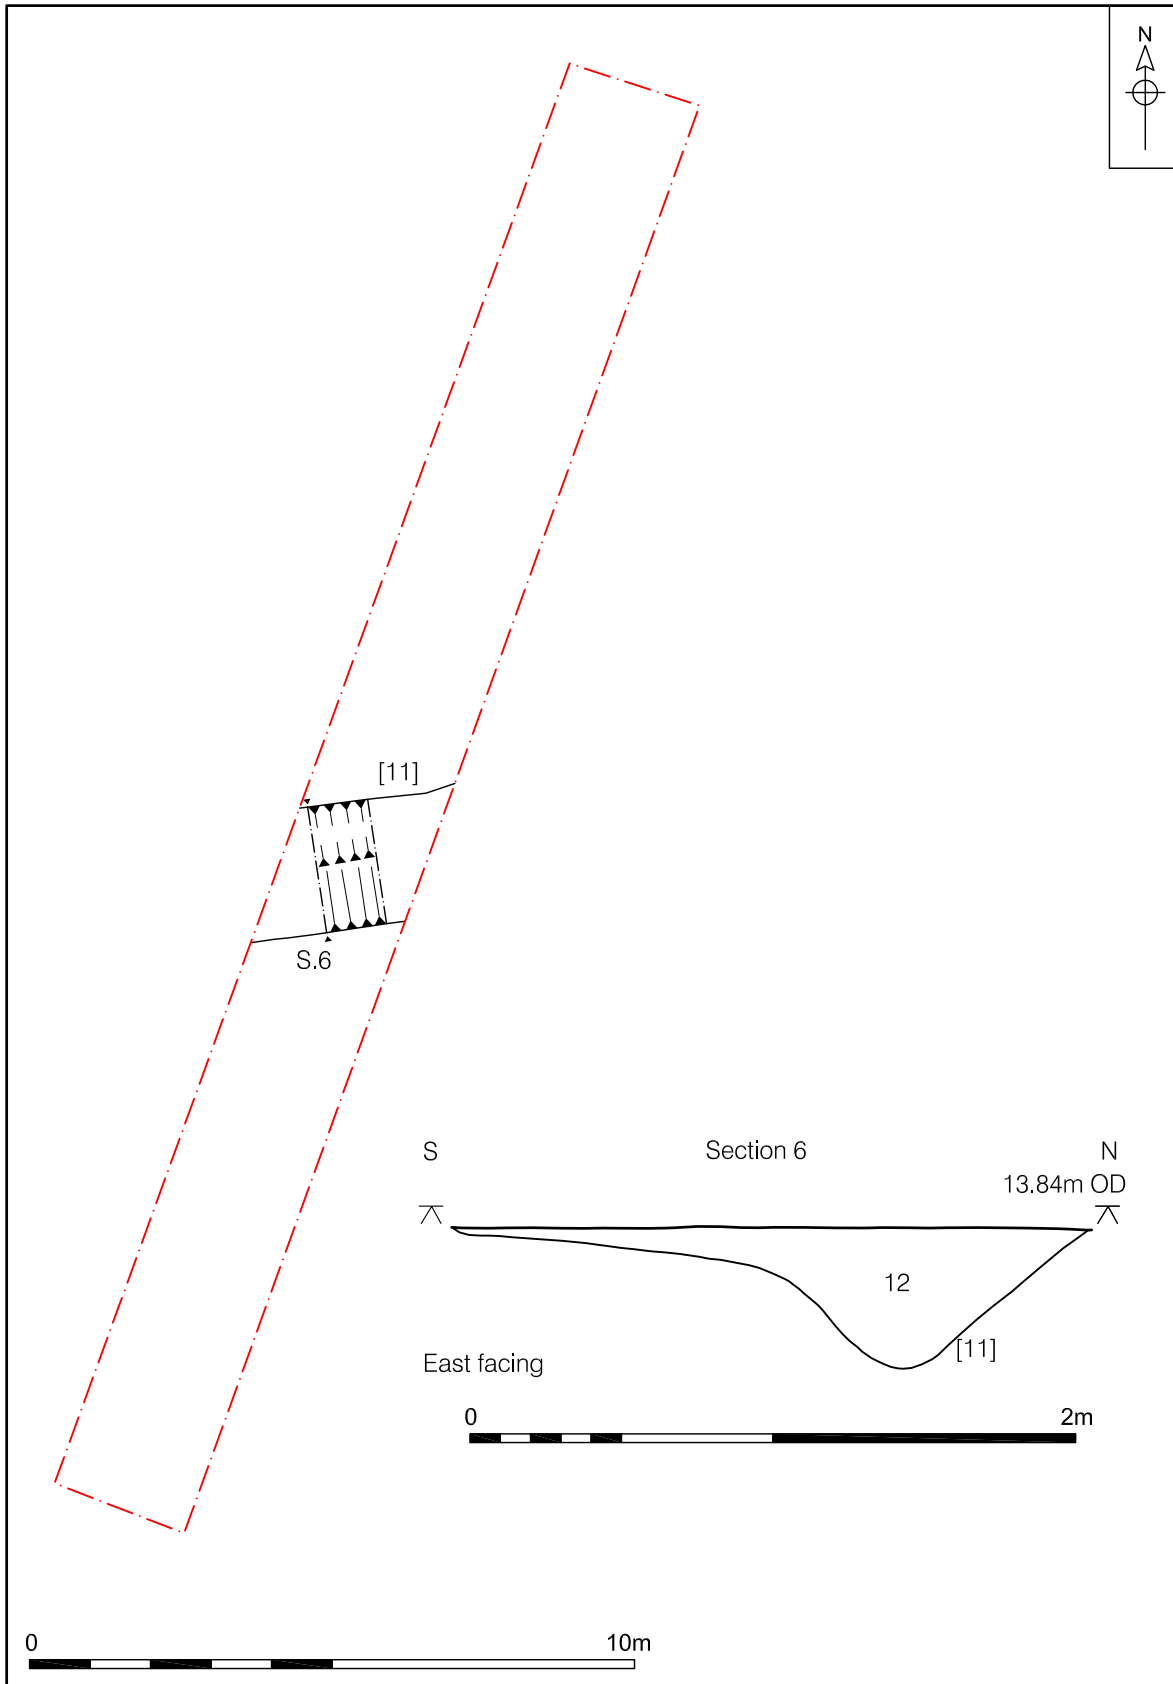 N
[11]
S.6
S Section 6 N
13.84m OD
12
[11]
East facing
0 2m
0 10m